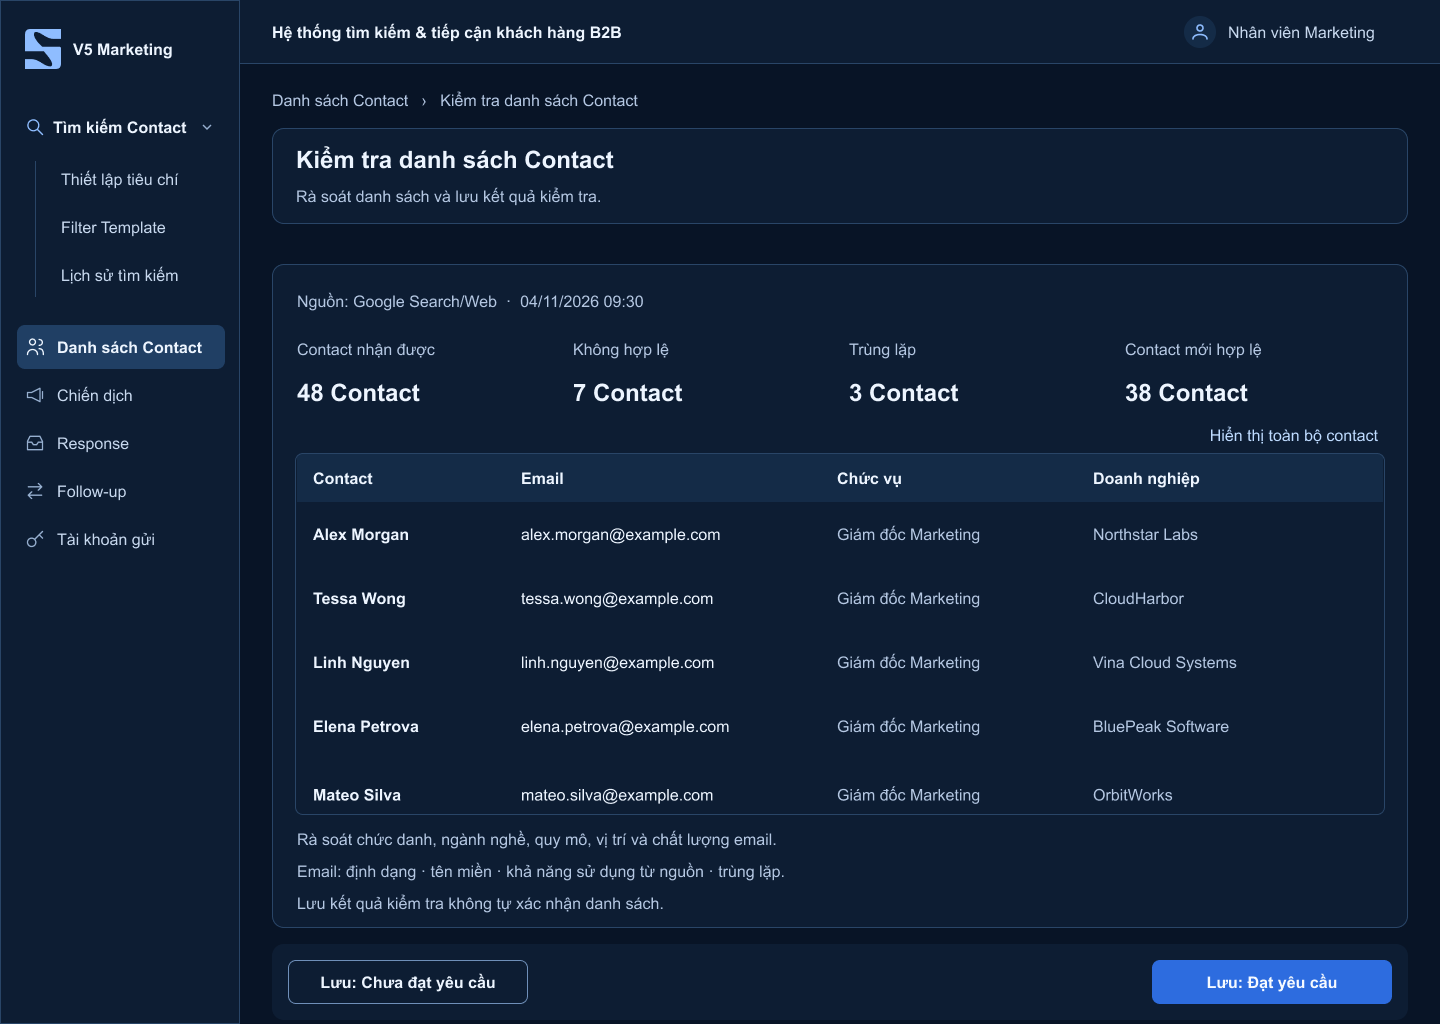 V5 Marketing
Tìm kiếm Contact
Thiết lập tiêu chí
Filter Template
Lịch sử tìm kiếm
Danh sách Contact
Chiến dịch
Response
Follow-up
Tài khoản gửi
Hệ thống tìm kiếm & tiếp cận khách hàng B2B
Nhân viên Marketing
Danh sách Contact › Kiểm tra danh sách Contact
Kiểm tra danh sách Contact
Rà soát danh sách và lưu kết quả kiểm tra.
Nguồn: Google Search/Web · 04/11/2026 09:30
Contact nhận được Không hợp lệ Trùng lặp Contact mới hợp lệ
48 Contact 7 Contact 3 Contact 38 Contact
Hiển thị toàn bộ contact
Contact Email Chức vụ Doanh nghiệp
Alex Morgan alex.morgan@example.com Giám đốc Marketing Northstar Labs
Tessa Wong tessa.wong@example.com Giám đốc Marketing CloudHarbor
Linh Nguyen linh.nguyen@example.com Giám đốc Marketing Vina Cloud Systems
Elena Petrova elena.petrova@example.com Giám đốc Marketing BluePeak Software
Mateo Silva mateo.silva@example.com Giám đốc Marketing OrbitWorks
Rà soát chức danh, ngành nghề, quy mô, vị trí và chất lượng email.
Email: định dạng · tên miền · khả năng sử dụng từ nguồn · trùng lặp.
Lưu kết quả kiểm tra không tự xác nhận danh sách.
Lưu: Chưa đạt yêu cầu
Lưu: Đạt yêu cầu